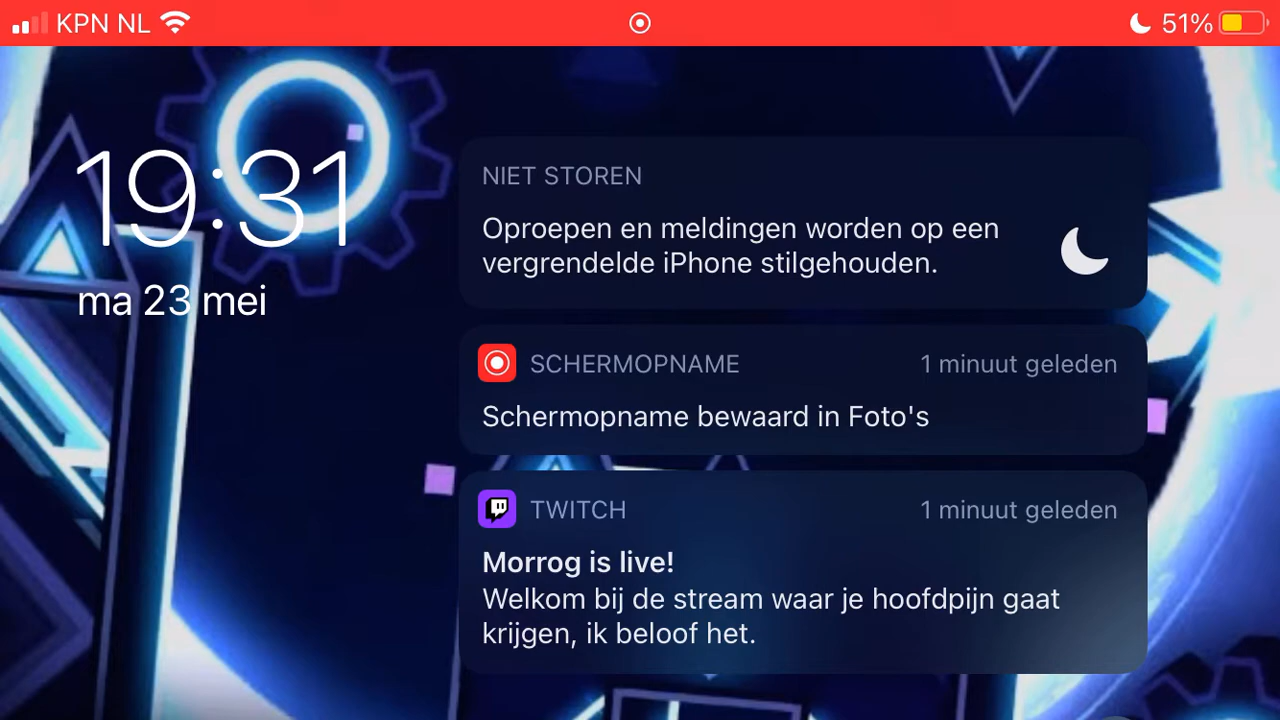 KPN NL
51%
19:31
ma 23 mei
NIET STOREN
Oproepen en meldingen worden op een
vergrendelde iPhone stilgehouden.
SCHERMOPNAME 1 minuut geleden
Schermopname bewaard in Foto's
TWITCH 1 minuut geleden
Morrog is live!
Welkom bij de stream waar je hoofdpijn gaat
krijgen, ik beloof het.